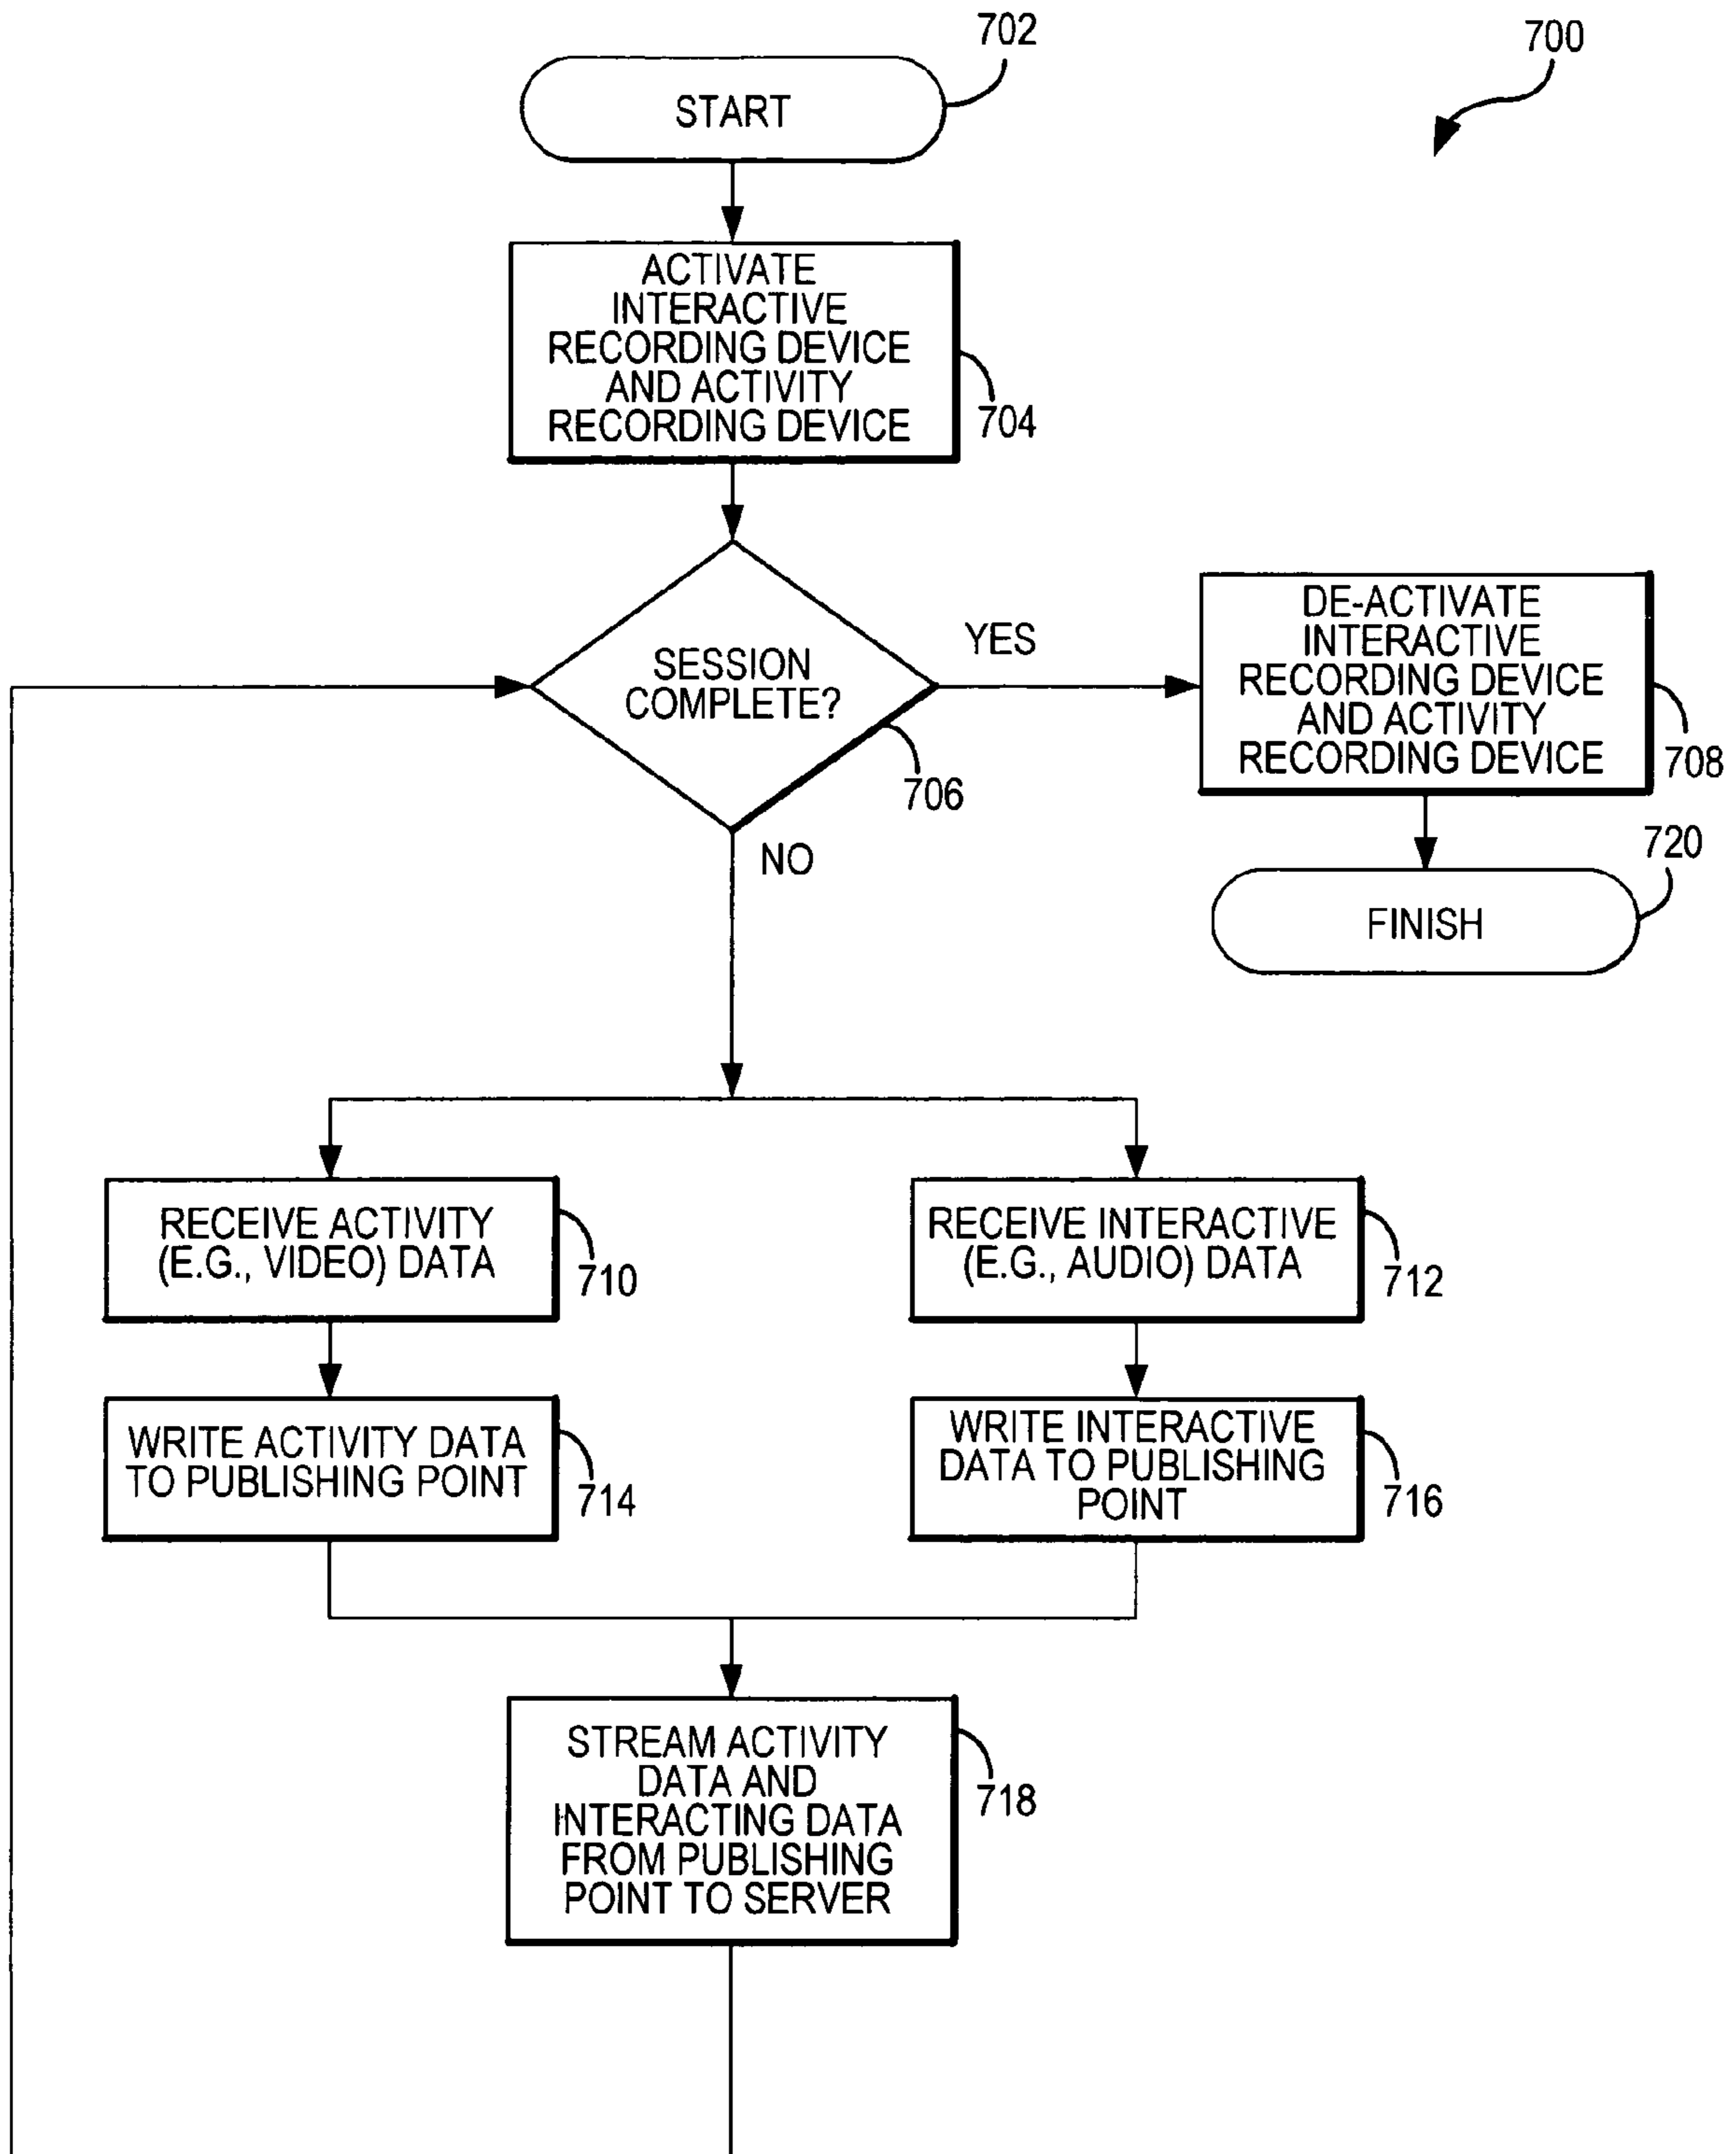 702
700
START
ACTIVATE
INTERACTIVE
RECORDING DEVICE
AND ACTIVITY
RECORDING DEVICE
704
SESSION
COMPLETE?
YES
706
NO
DE-ACTIVATE
INTERACTIVE
RECORDING DEVICE
AND ACTIVITY
RECORDING DEVICE
708
720
FINISH
RECEIVE ACTIVITY
(E.G., VIDEO) DATA
710
RECEIVE INTERACTIVE
(E.G., AUDIO) DATA
712
WRITE ACTIVITY DATA
TO PUBLISHING POINT
714
WRITE INTERACTIVE
DATA TO PUBLISHING
POINT
716
STREAM ACTIVITY
DATA AND
INTERACTING DATA
FROM PUBLISHING
POINT TO SERVER
718